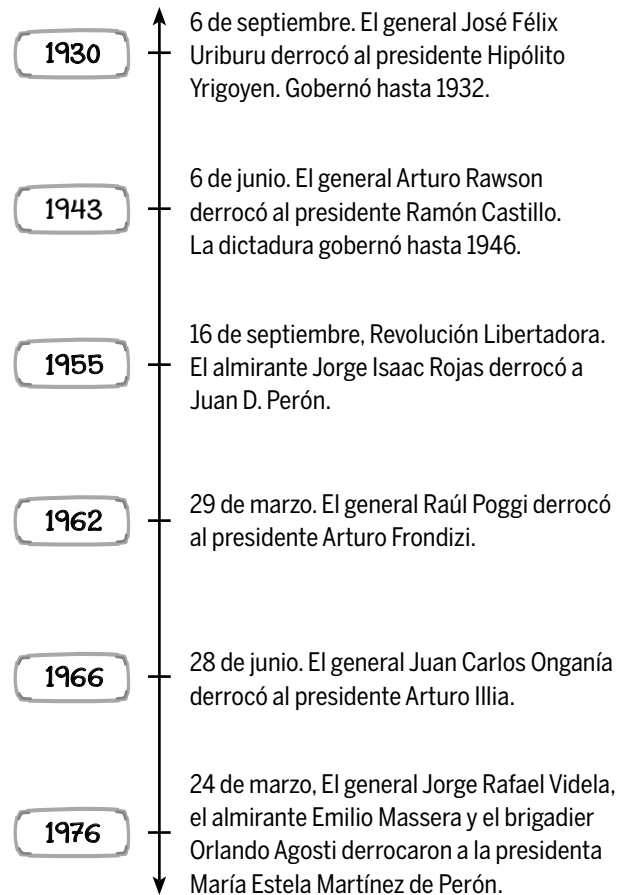 1930
6 de septiembre. El general José Félix
Uriburu derrocó al presidente Hipólito
Yrigoyen. Gobernó hasta 1932.
1943
6 de junio. El general Arturo Rawson
derrocó al presidente Ramón Castillo.
La dictadura gobernó hasta 1946.
1955
16 de septiembre, Revolución Libertadora.
El almirante Jorge Isaac Rojas derrocó a
Juan D. Perón.
1962
29 de marzo. El general Raúl Poggi derrocó
al presidente Arturo Frondizi.
1966
28 de junio. El general Juan Carlos Onganía
derrocó al presidente Arturo Illia.
1976
24 de marzo, El general Jorge Rafael Videla,
el almirante Emilio Massera y el brigadier
Orlando Agosti derrocaron a la presidenta
María Estela Martínez de Perón.